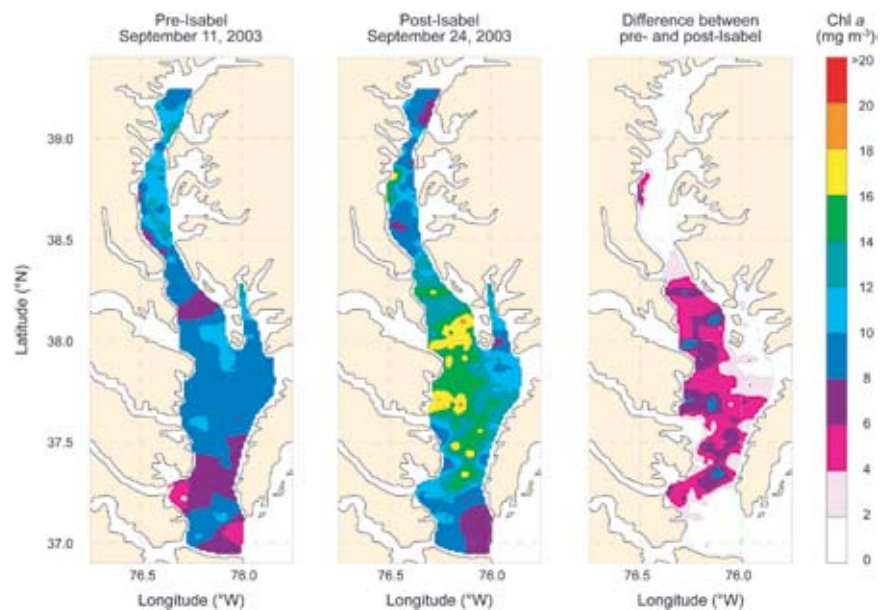 Pre-Isabel
September 11, 2003
Post-Isabel
September 24, 2003
Difference between
pre- and post-Isabel
Chl a
(mg m-3)
>20
20
18
16
14
12
10
8
6
4
2
0
Latitude (°N)
39.0
38.5
38.0
37.5
37.0
76.5
76.0
76.5
76.0
76.5
76.0
Longitude (°W)
Longitude (°W)
Longitude (°W)